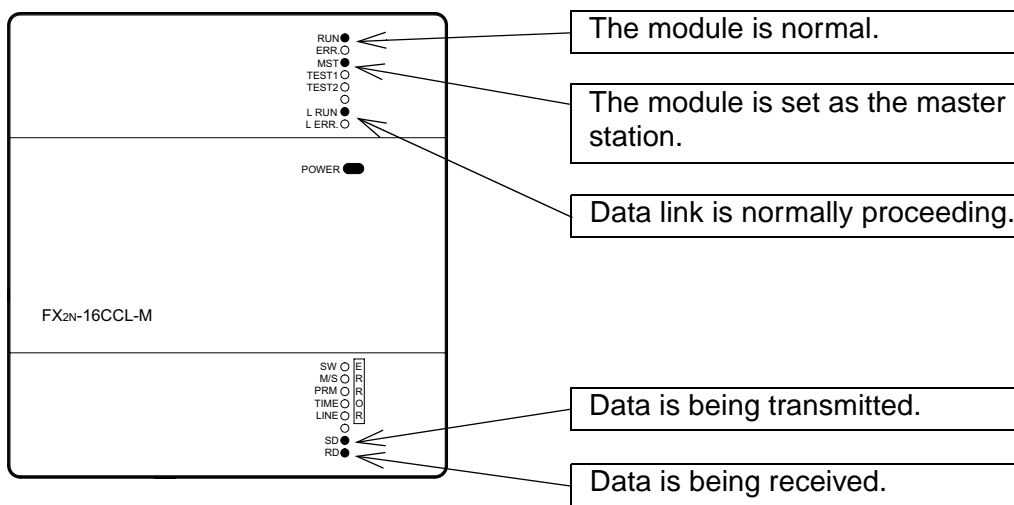 RUN
ERR.
MST
TEST1
TEST2
L RUN
L ERR.
POWER
FX2N-16CCL-M
SW
M/S
PRM
TIME
LINE
E
R
R
O
R
SD
RD
The module is normal.
The module is set as the master
station.
Data link is normally proceeding.
Data is being transmitted.
Data is being received.